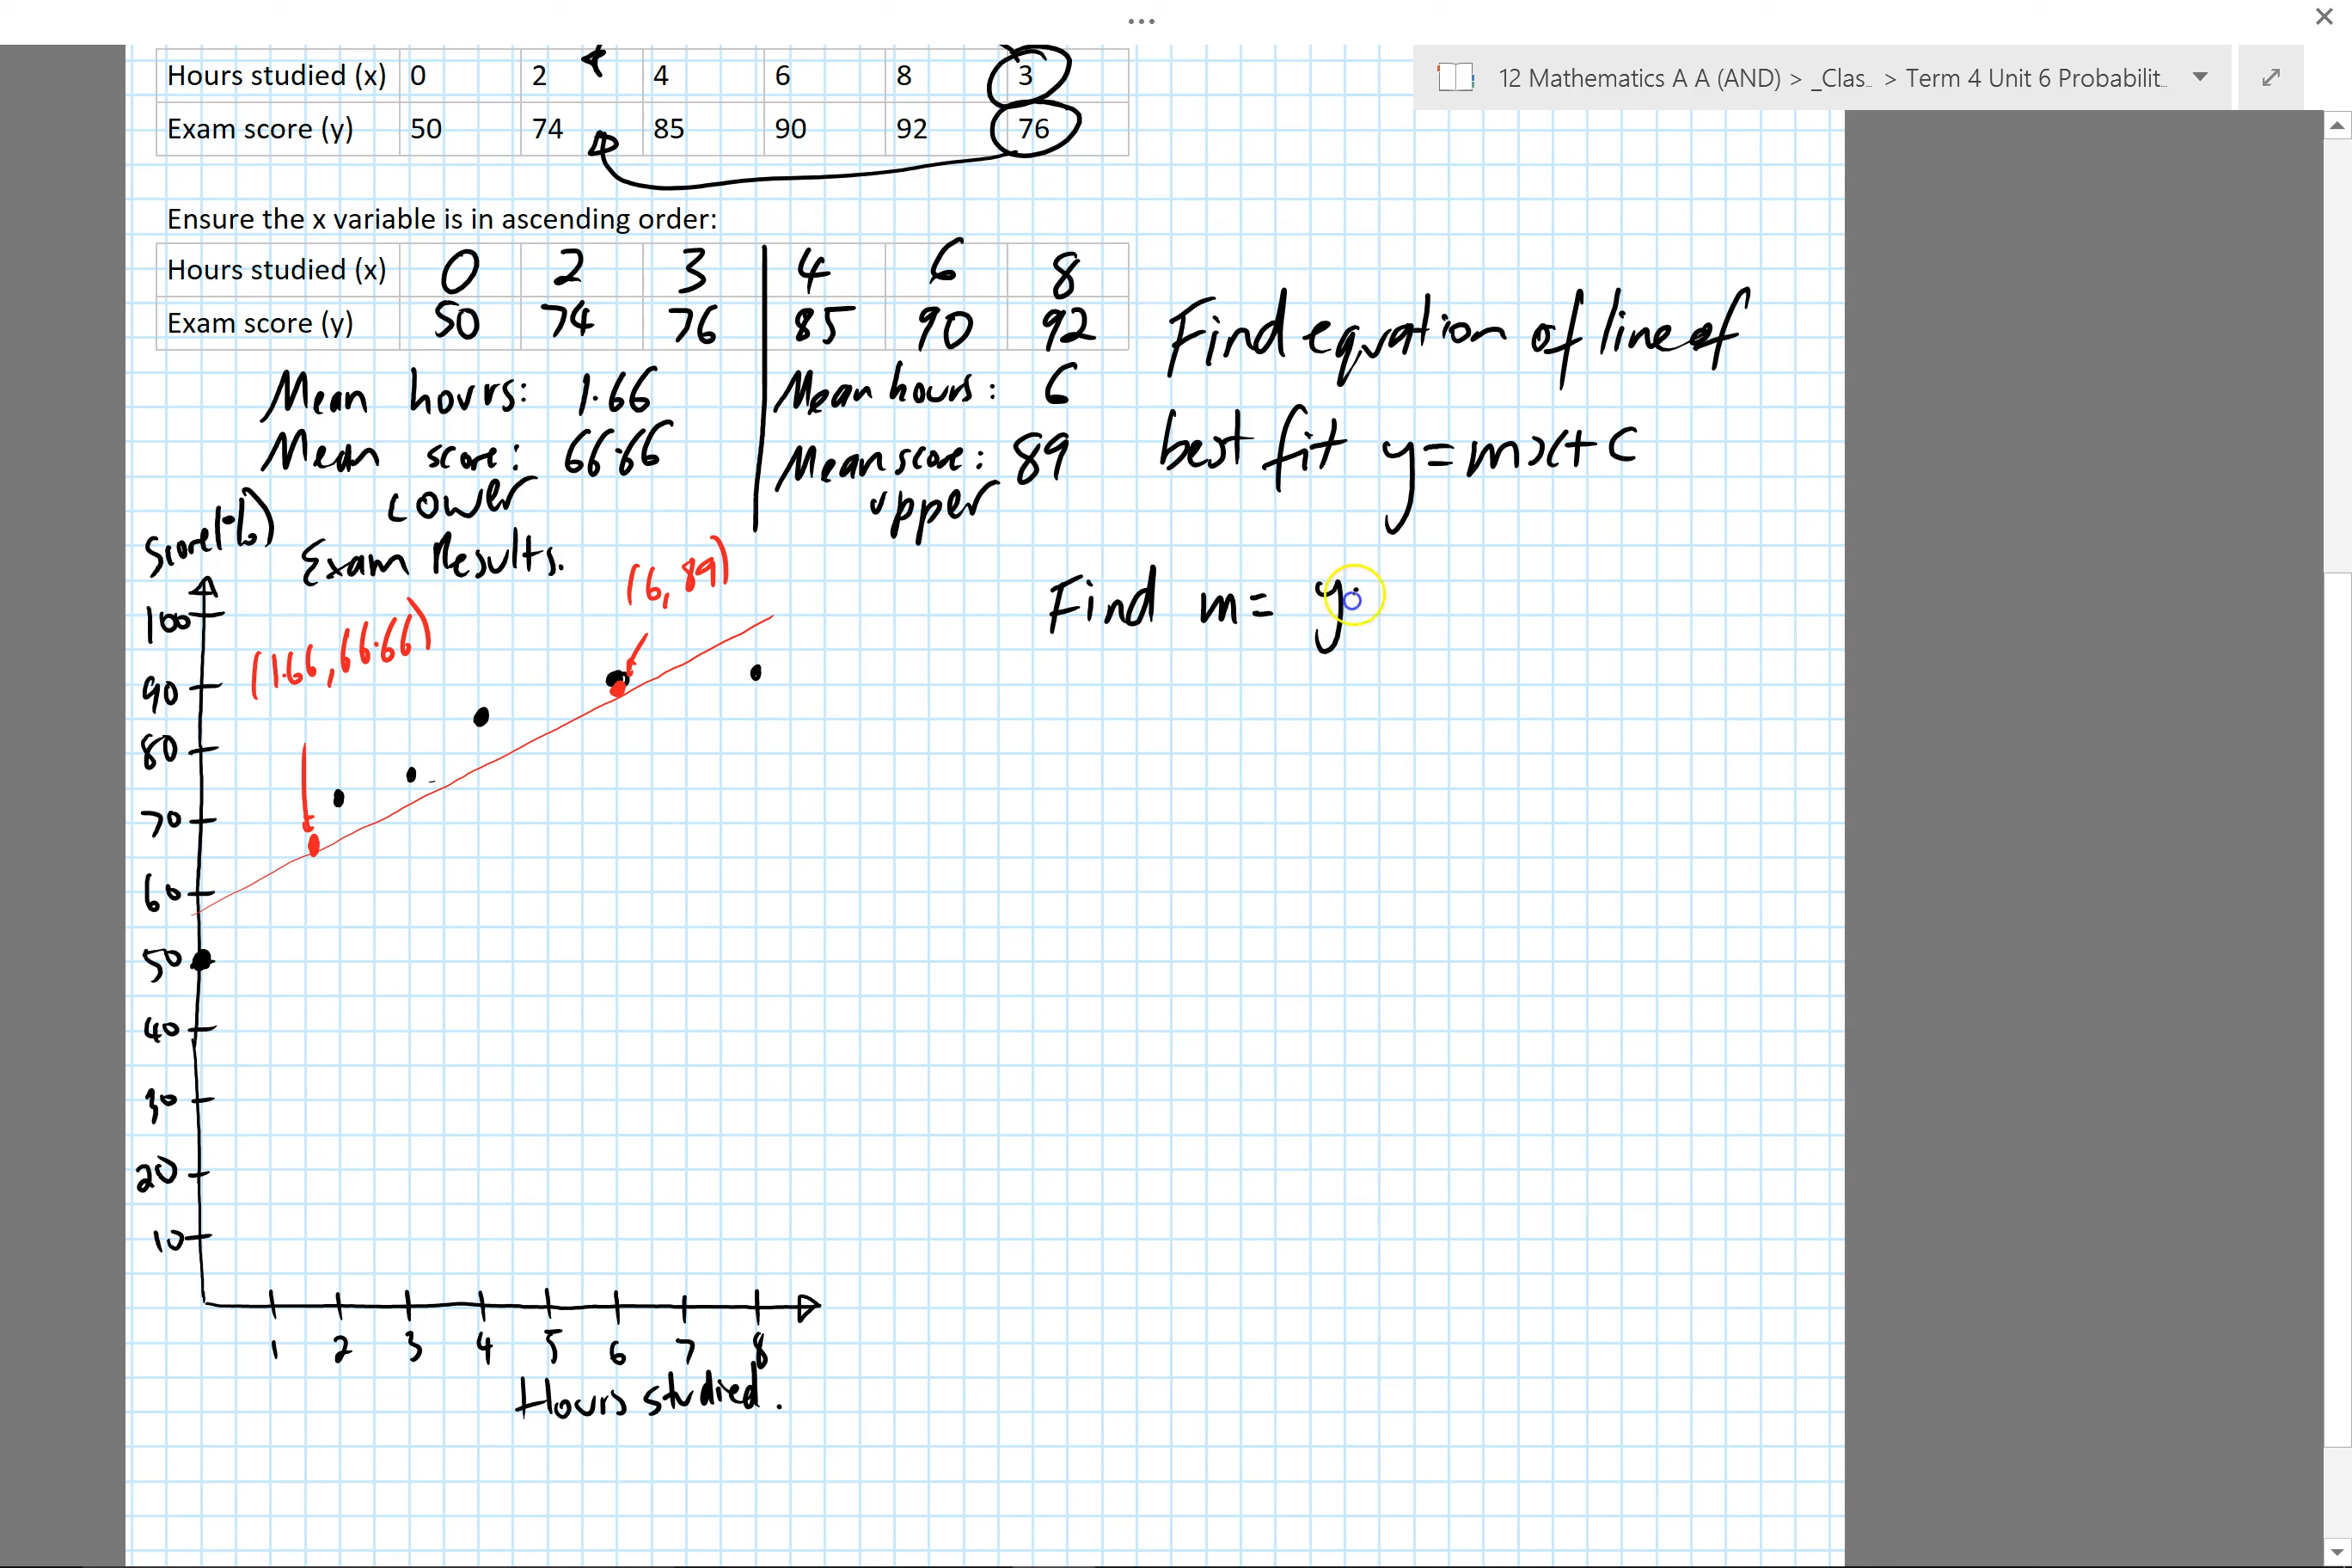 12 Mathematics A A (AND) > _Clas... > Term 4 Unit 6 Probabilit...
Hours studied (x) 0 2 4 6 8 3
Exam score (y) 50 74 85 90 92 76
Ensure the x variable is in ascending order:
Hours studied (x) 0 2 3 4 6 8
Exam score (y) 50 74 76 85 90 92
Mean hours: 1.66
Mean score: 66.66
Lower
Mean hours: 6
Mean score: 89
upper
Find equation of line of
best fit y=mx+c
Find m= y
Score(%)
Exam Results.
(1.66, 66.66)
(6, 89)
100
90
80
70
60
50
40
30
20
10
1 2 3 4 5 6 7 8
Hours studied.